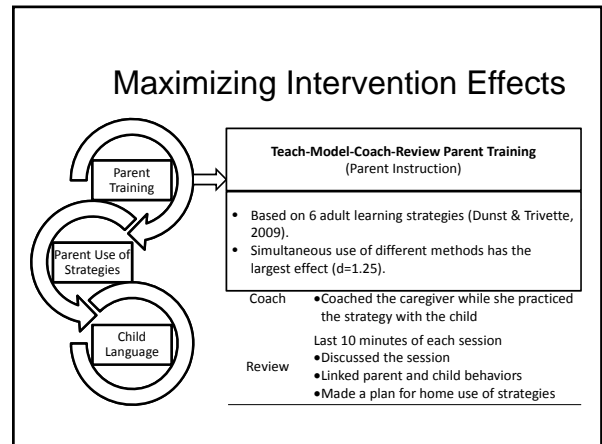 Maximizing Intervention Effects
Parent
Training
Parent Use of
Strategies
Child
Language
Teach-Model-Coach-Review Parent Training
(Parent Instruction)
• Based on 6 adult learning strategies (Dunst & Trivette,
2009).
• Simultaneous use of different methods has the
largest effect (d=1.25).
Coach •Coached the caregiver while she practiced
the strategy with the child
Last 10 minutes of each session
•Discussed the session
Review •Linked parent and child behaviors
•Made a plan for home use of strategies